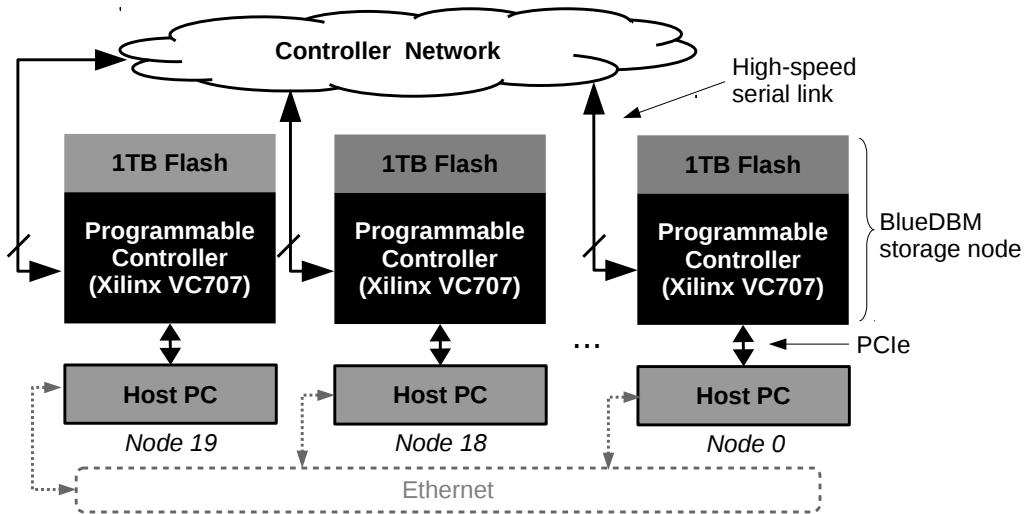 Controller Network
High-speed
serial link
1TB Flash
1TB Flash
1TB Flash
Programmable
Controller
(Xilinx VC707)
Programmable
Controller
(Xilinx VC707)
Programmable
Controller
(Xilinx VC707)
BlueDBM
storage node
...
PCIe
Host PC
Host PC
Host PC
Node 19
Node 18
Node 0
Ethernet